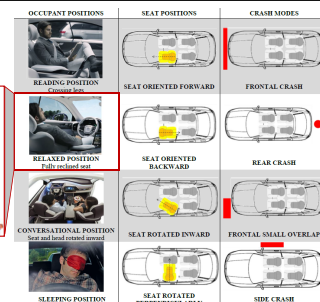 OCCUPANT POSITIONS SEAT POSITIONS CRASH MODES
READING POSITION
Crossing legs
SEAT ORIENTED FORWARD
FRONTAL CRASH
RELAXED POSITION
Fully reclined seat
SEAT ORIENTED
BACKWARD
REAR CRASH
CONVERSATIONAL POSITION
Seat and head rotated inward
SEAT ROTATED INWARD
FRONTAL SMALL OVERLAP
SLEEPING POSITION
SEAT ROTATED
SIDE CRASH